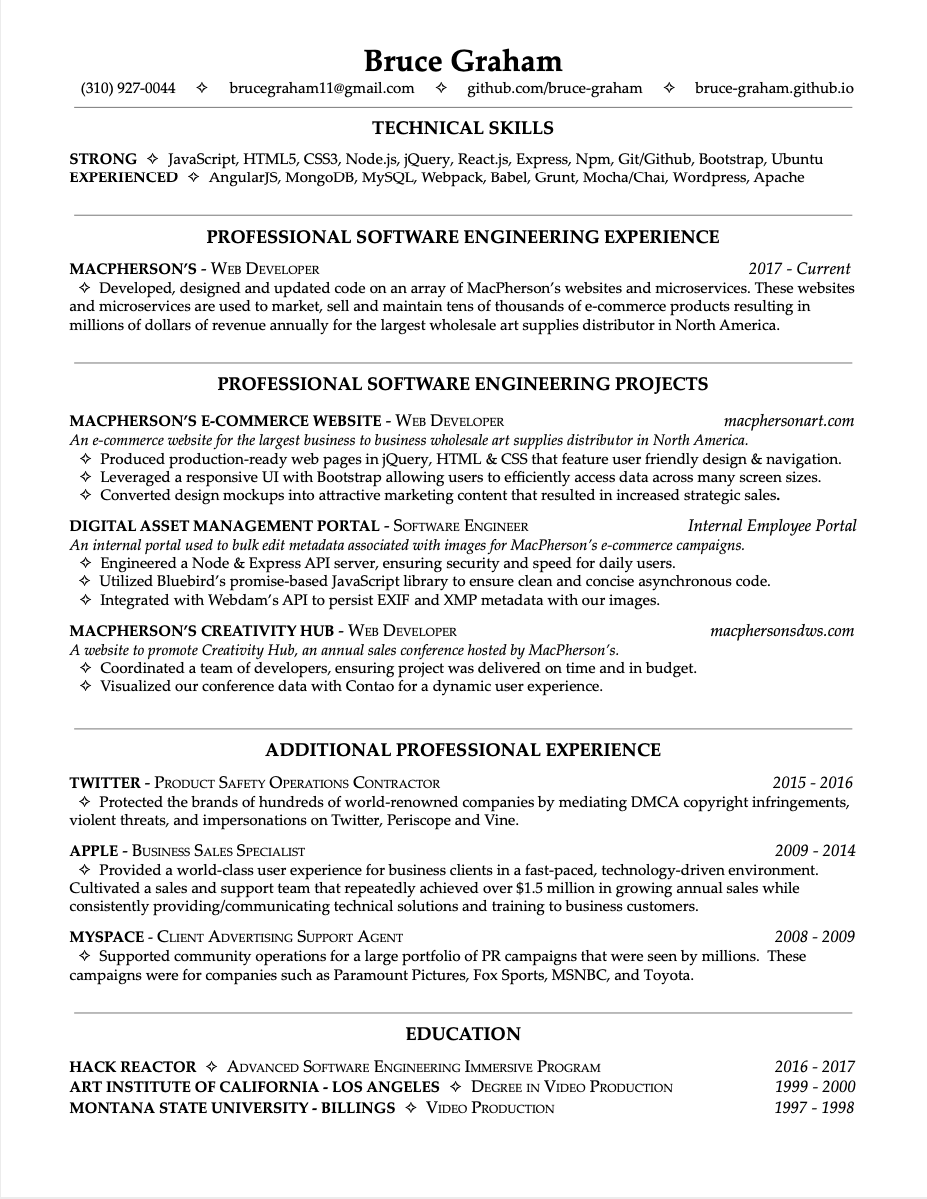 Bruce Graham
(310) 927-0044 ✧ brucegraham11@gmail.com ✧ github.com/bruce-graham ✧ bruce-graham.github.io
TECHNICAL SKILLS
STRONG ✧ JavaScript, HTML5, CSS3, Node.js, jQuery, React.js, Express, Npm, Git/Github, Bootstrap, Ubuntu
EXPERIENCED ✧ AngularJS, MongoDB, MySQL, Webpack, Babel, Grunt, Mocha/Chai, Wordpress, Apache
PROFESSIONAL SOFTWARE ENGINEERING EXPERIENCE
MACPHERSON'S - Web Developer 2017 - Current
✧ Developed, designed and updated code on an array of MacPherson's websites and microservices. These websites
and microservices are used to market, sell and maintain tens of thousands of e-commerce products resulting in
millions of dollars of revenue annually for the largest wholesale art supplies distributor in North America.
PROFESSIONAL SOFTWARE ENGINEERING PROJECTS
MACPHERSON'S E-COMMERCE WEBSITE - Web Developer macphersonart.com
An e-commerce website for the largest business to business wholesale art supplies distributor in North America.
✧ Produced production-ready web pages in jQuery, HTML & CSS that feature user friendly design & navigation.
✧ Leveraged a responsive UI with Bootstrap allowing users to efficiently access data across many screen sizes.
✧ Converted design mockups into attractive marketing content that resulted in increased strategic sales.
DIGITAL ASSET MANAGEMENT PORTAL - Software Engineer Internal Employee Portal
An internal portal used to bulk edit metadata associated with images for MacPherson's e-commerce campaigns.
✧ Engineered a Node & Express API server, ensuring security and speed for daily users.
✧ Utilized Bluebird's promise-based JavaScript library to ensure clean and concise asynchronous code.
✧ Integrated with Webdam's API to persist EXIF and XMP metadata with our images.
MACPHERSON'S CREATIVITY HUB - Web Developer macphersonsdws.com
A website to promote Creativity Hub, an annual sales conference hosted by MacPherson's.
✧ Coordinated a team of developers, ensuring project was delivered on time and in budget.
✧ Visualized our conference data with Contao for a dynamic user experience.
ADDITIONAL PROFESSIONAL EXPERIENCE
TWITTER - Product Safety Operations Contractor 2015 - 2016
✧ Protected the brands of hundreds of world-renowned companies by mediating DMCA copyright infringements,
violent threats, and impersonations on Twitter, Periscope and Vine.
APPLE - Business Sales Specialist 2009 - 2014
✧ Provided a world-class user experience for business clients in a fast-paced, technology-driven environment.
Cultivated a sales and support team that repeatedly achieved over $1.5 million in growing annual sales while
consistently providing/communicating technical solutions and training to business customers.
MYSPACE - Client Advertising Support Agent 2008 - 2009
✧ Supported community operations for a large portfolio of PR campaigns that were seen by millions. These
campaigns were for companies such as Paramount Pictures, Fox Sports, MSNBC, and Toyota.
EDUCATION
HACK REACTOR ✧ Advanced Software Engineering Immersive Program 2016 - 2017
ART INSTITUTE OF CALIFORNIA - LOS ANGELES ✧ Degree in Video Production 1999 - 2000
MONTANA STATE UNIVERSITY - BILLINGS ✧ Video Production 1997 - 1998